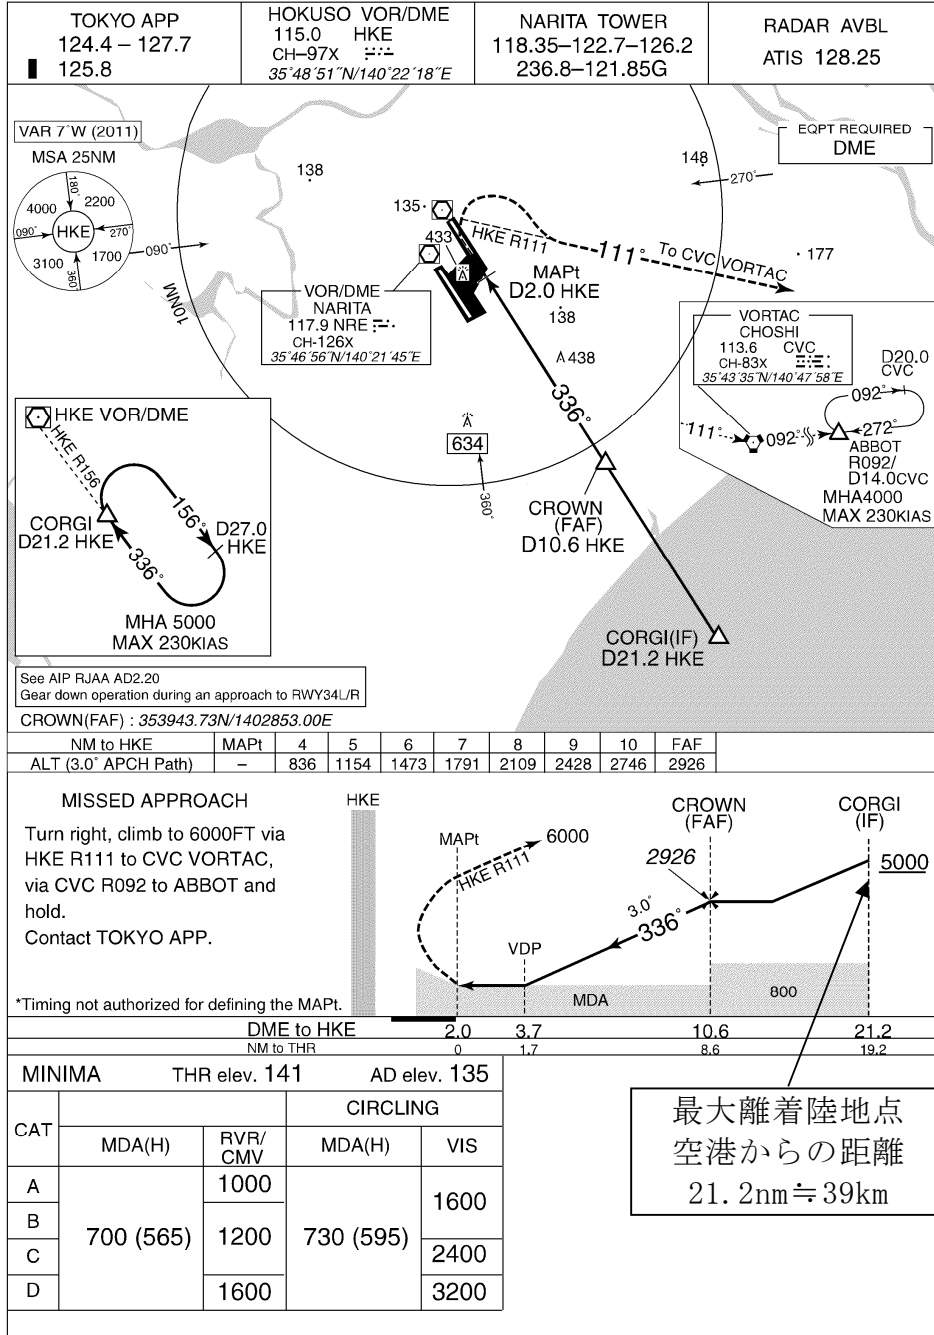 TOKYO APP
124.4 – 127.7
125.8
HOKUSO VOR/DME
115.0 HKE
CH–97X
35°48′51″N/140°22′18″E
NARITA TOWER
118.35–122.7–126.2
236.8–121.85G
RADAR AVBL
ATIS 128.25
VAR 7°W (2011)
MSA 25NM
180°
4000
2200
090°
HKE
270°
3100
1700
360°
090°
10NM
138
148
270°
EQPT REQUIRED
DME
135
433
HKE R111
111°
To CVC VORTAC
177
MAPt
D2.0 HKE
138
438
VOR/DME
NARITA
117.9 NRE
CH-126X
35°46′56″N/140°21′45″E
VORTAC
CHOSHI
113.6 CVC
CH-83X
35°43′35″N/140°47′58″E
D20.0
CVC
092°
111°
092°
272°
ABBOT
R092/
D14.0CVC
MHA4000
MAX 230KIAS
336°
634
360°
CROWN
(FAF)
D10.6 HKE
CORGI(IF)
D21.2 HKE
HKE VOR/DME
HKE R156
CORGI
D21.2 HKE
156°
D27.0
HKE
336°
MHA 5000
MAX 230KIAS
See AIP RJAA AD2.20
Gear down operation during an approach to RWY34L/R
CROWN(FAF) : 353943.73N/1402853.00E
NM to HKE MAPt 4 5 6 7 8 9 10 FAF
ALT (3.0° APCH Path) – 836 1154 1473 1791 2109 2428 2746 2926
MISSED APPROACH
Turn right, climb to 6000FT via
HKE R111 to CVC VORTAC,
via CVC R092 to ABBOT and
hold.
Contact TOKYO APP.
*Timing not authorized for defining the MAPt.
HKE
MAPt
6000
HKE R111
VDP
3.0°
336°
2926
CROWN
(FAF)
CORGI
(IF)
5000
MDA
800
DME to HKE 2.0 3.7 10.6 21.2
NM to THR 0 1.7 8.6 19.2
MINIMA THR elev. 141 AD elev. 135
CAT
CIRCLING
MDA(H)
RVR/
CMV
MDA(H)
VIS
A
B
C
D
700 (565)
1000
1200
1600
730 (595)
1600
2400
3200
最大離着陸地点
空港からの距離
21.2nm≒39km